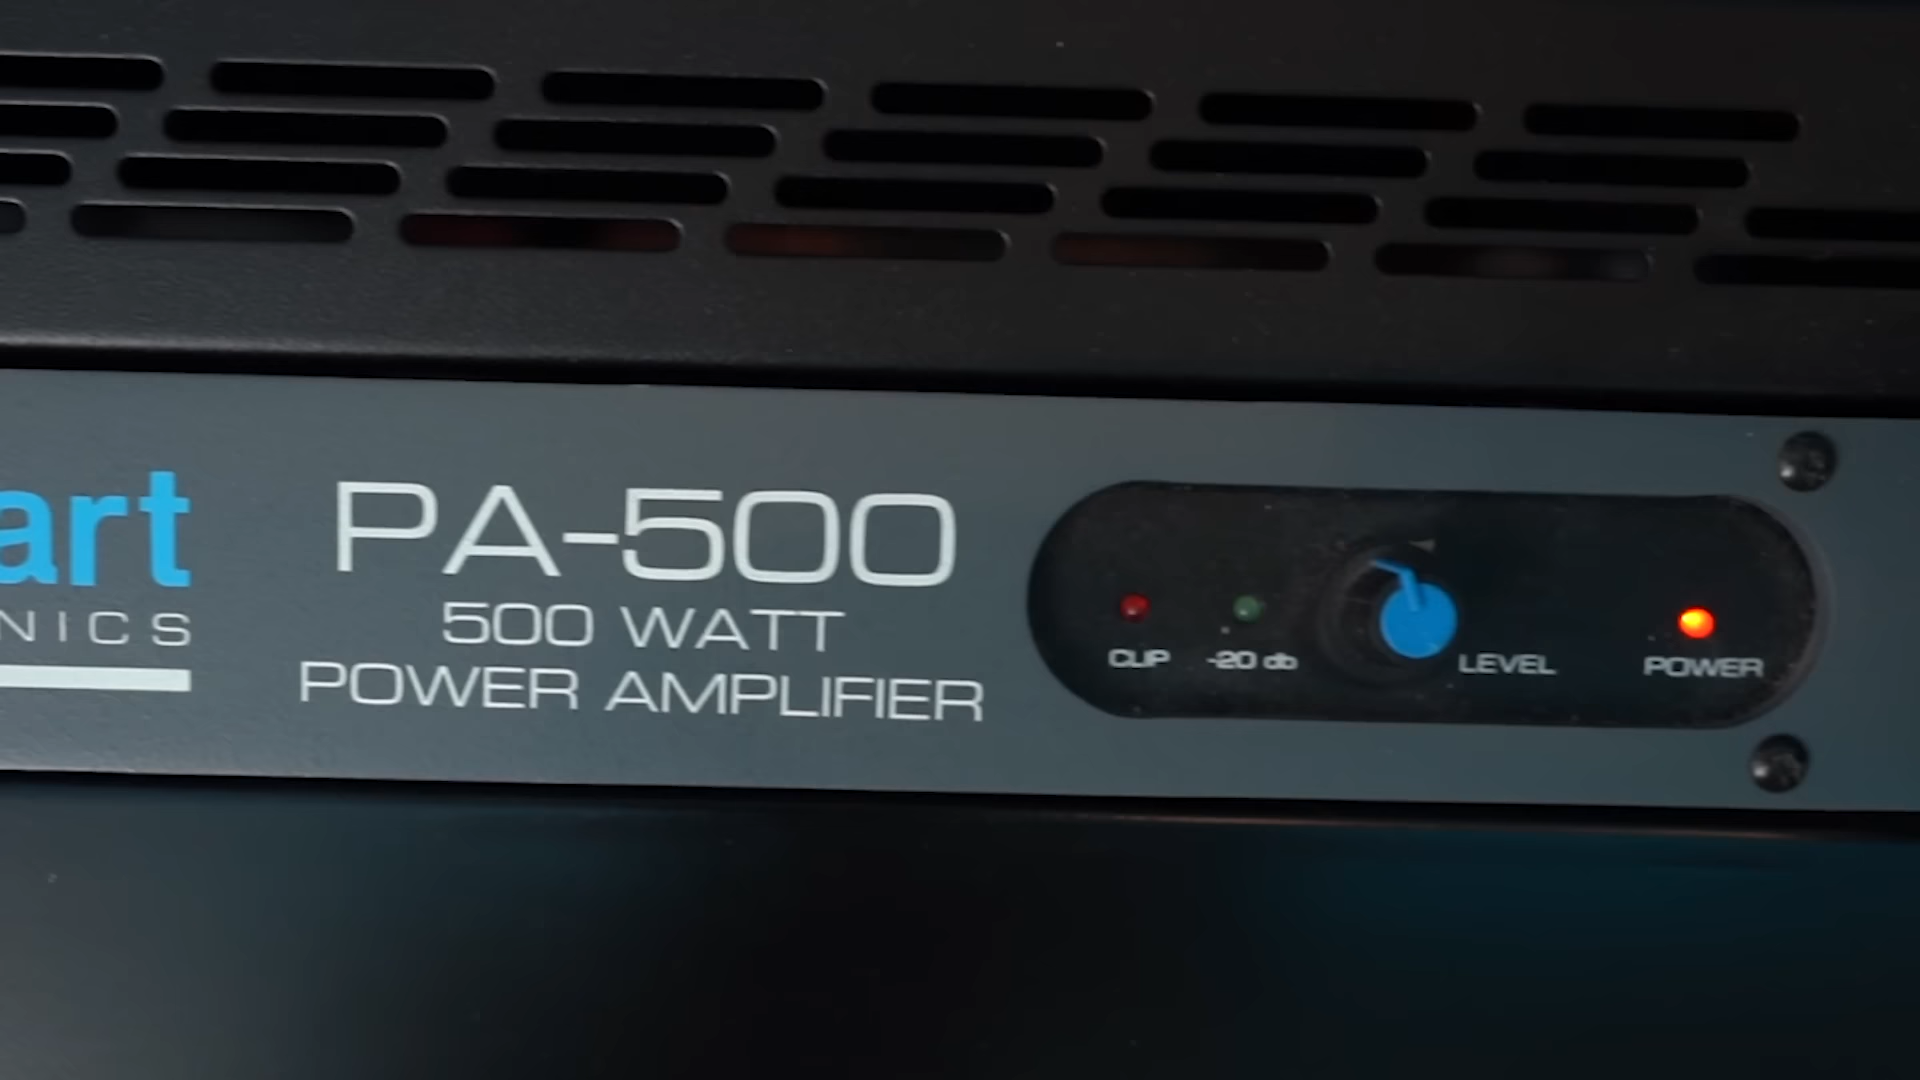 art
NICS
PA-500
500 WATT
POWER AMPLIFIER
CLIP
-20 db
LEVEL
POWER